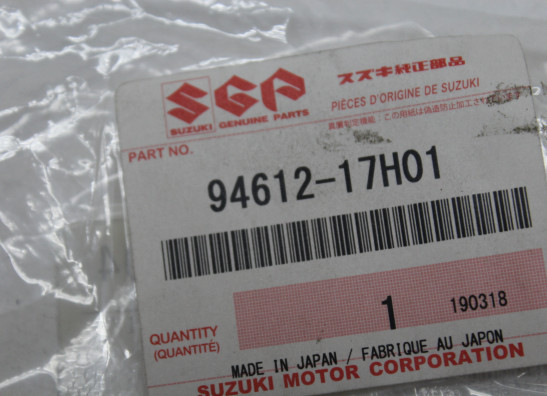 SGP スズキ純正部品
SUZUKI GENUINE PARTS PIÈCES D'ORIGINE DE SUZUKI
PART NO.
94612-17H01
1 190318
QUANTITY
(QUANTITÉ)
MADE IN JAPAN / FABRIQUE AU JAPON
SUZUKI MOTOR CORPORATION